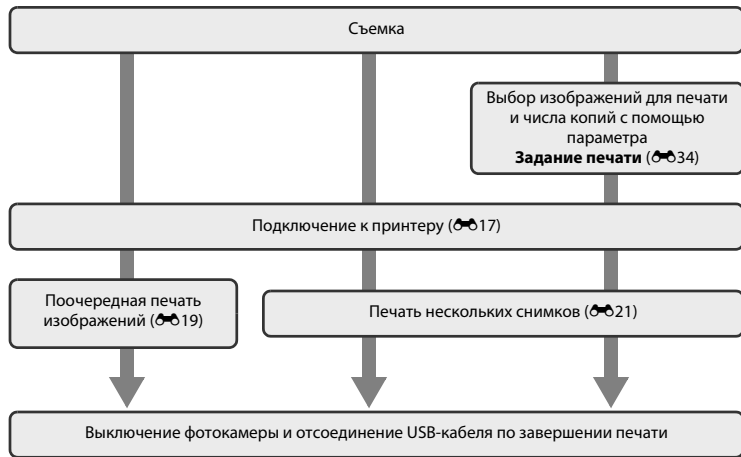 Съемка
Выбор изображений для печати
и числа копий с помощью
параметра
Задание печати (34)
Подключение к принтеру (17)
Поочередная печать
изображений (19)
Печать нескольких снимков (21)
Выключение фотокамеры и отсоединение USB-кабеля по завершении печати